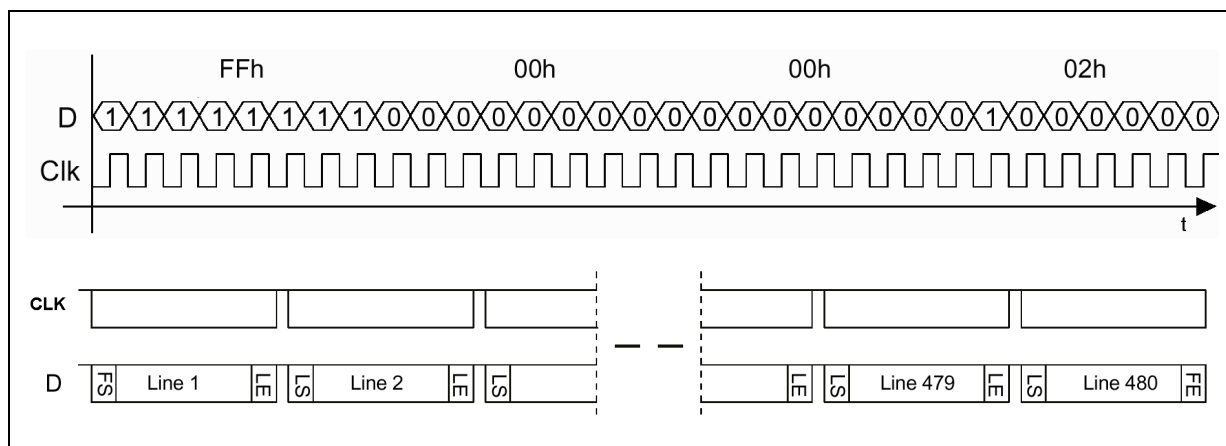 FFh 00h 00h 02h
D 1 1 1 1 1 1 1 1 0 0 0 0 0 0 0 0 0 0 0 0 0 0 0 0 0 1 0 0 0 0 0 0
Clk
t
CLK
D FS Line 1 LE LS Line 2 LE LS LE LS Line 479 LE LS Line 480 FE